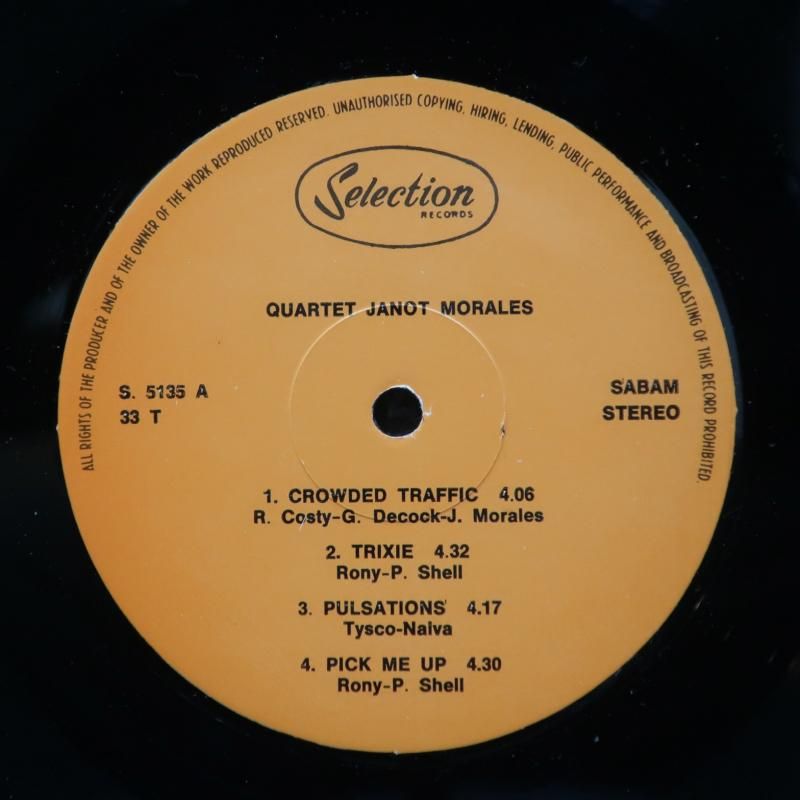 ALL RIGHTS OF THE PRODUCER AND OF THE OWNER OF THE WORK REPRODUCED RESERVED. UNAUTHORISED COPYING, HIRING, LENDING, PUBLIC PERFORMANCE AND BROADCASTING OF THIS RECORD PROHIBITED.
Selection
RECORDS
QUARTET JANOT MORALES
S. 5135 A
33 T
SABAM
STEREO
1. CROWDED TRAFFIC 4.06
R. Costy-G. Decock-J. Morales
2. TRIXIE 4.32
Rony-P. Shell
3. PULSATIONS 4.17
Tysco-Naiva
4. PICK ME UP 4.30
Rony-P. Shell